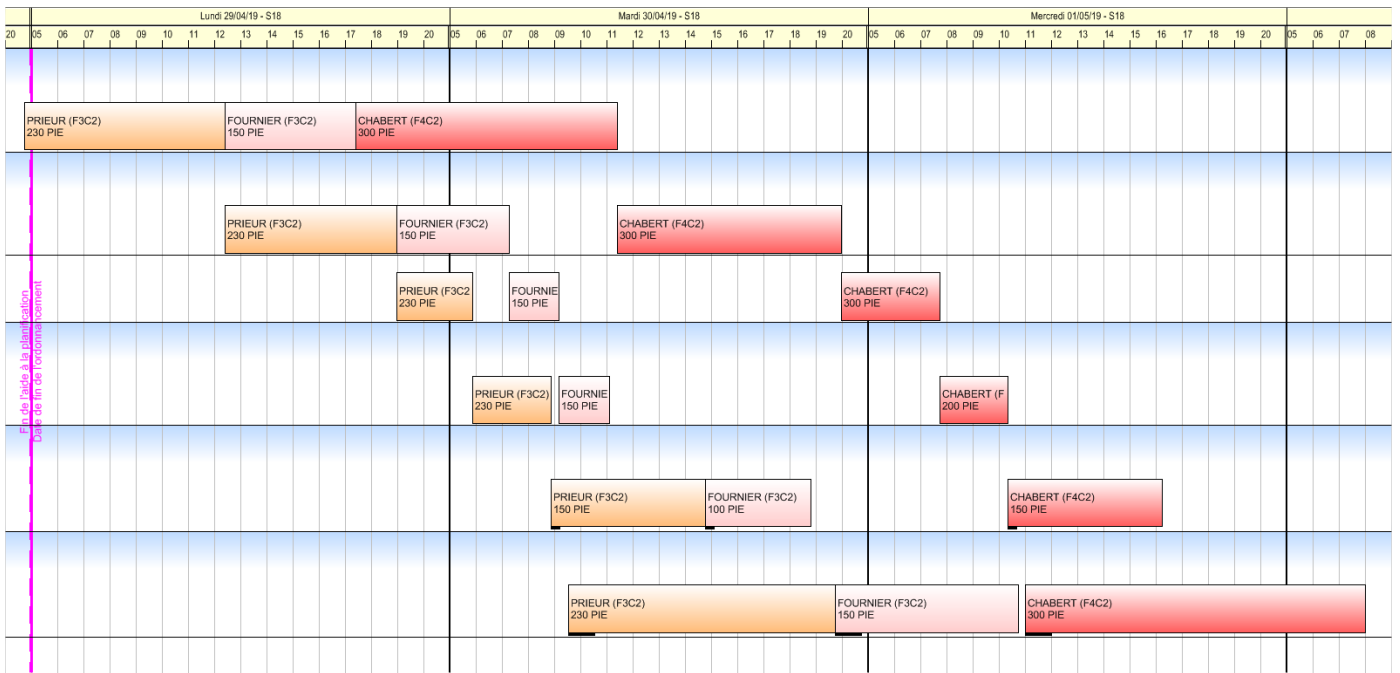 Lundi 29/04/19 - S18
Mardi 30/04/19 - S18
Mercredi 01/05/19 - S18
20 05 06 07 08 09 10 11 12 13 14 15 16 17 18 19 20 05 06 07 08 09 10 11 12 13 14 15 16 17 18 19 20 05 06 07 08 09 10 11 12 13 14 15 16 17 18 19 20 05 06 07 08
PRIEUR (F3C2)
230 PIE
FOURNIER (F3C2)
150 PIE
CHABERT (F4C2)
300 PIE
PRIEUR (F3C2)
230 PIE
FOURNIER (F3C2)
150 PIE
CHABERT (F4C2)
300 PIE
Fin de l'aide à la planification
Date de fin de l'ordonnancement
PRIEUR (F3C2
230 PIE
FOURNIE
150 PIE
CHABERT (F4C2)
300 PIE
PRIEUR (F3C2)
230 PIE
FOURNIE
150 PIE
CHABERT (F
200 PIE
PRIEUR (F3C2)
150 PIE
FOURNIER (F3C2)
100 PIE
CHABERT (F4C2)
150 PIE
PRIEUR (F3C2)
230 PIE
FOURNIER (F3C2)
150 PIE
CHABERT (F4C2)
300 PIE